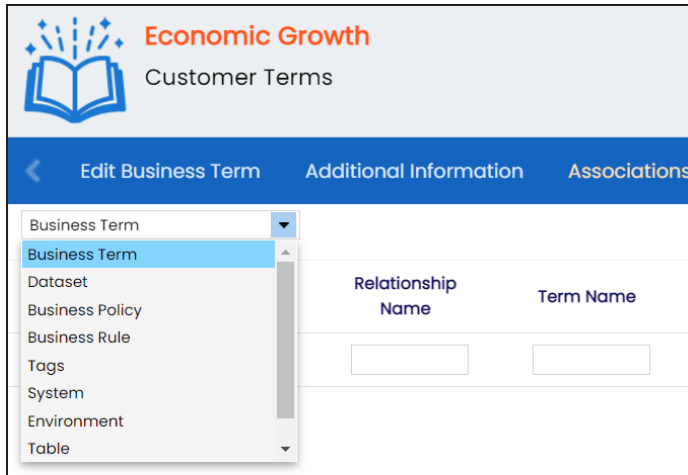 Economic Growth
Customer Terms
Edit Business Term Additional Information Associations
Business Term
Business Term
Dataset
Business Policy
Business Rule
Tags
System
Environment
Table
Relationship
Name
Term Name